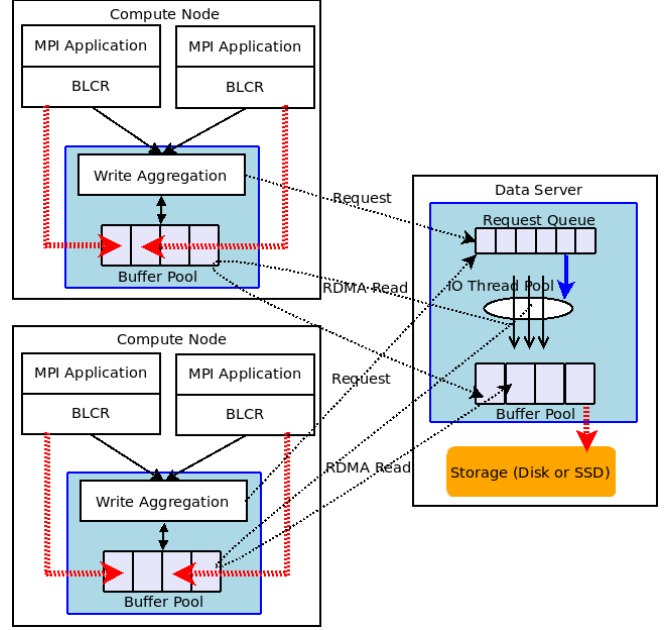 Compute Node
MPI Application
MPI Application
BLCR
BLCR
Write Aggregation
Buffer Pool
Request
RDMA Read
Data Server
Request Queue
IO Thread Pool
Buffer Pool
Storage (Disk or SSD)
Compute Node
MPI Application
MPI Application
BLCR
BLCR
Write Aggregation
Buffer Pool
Request
RDMA Read